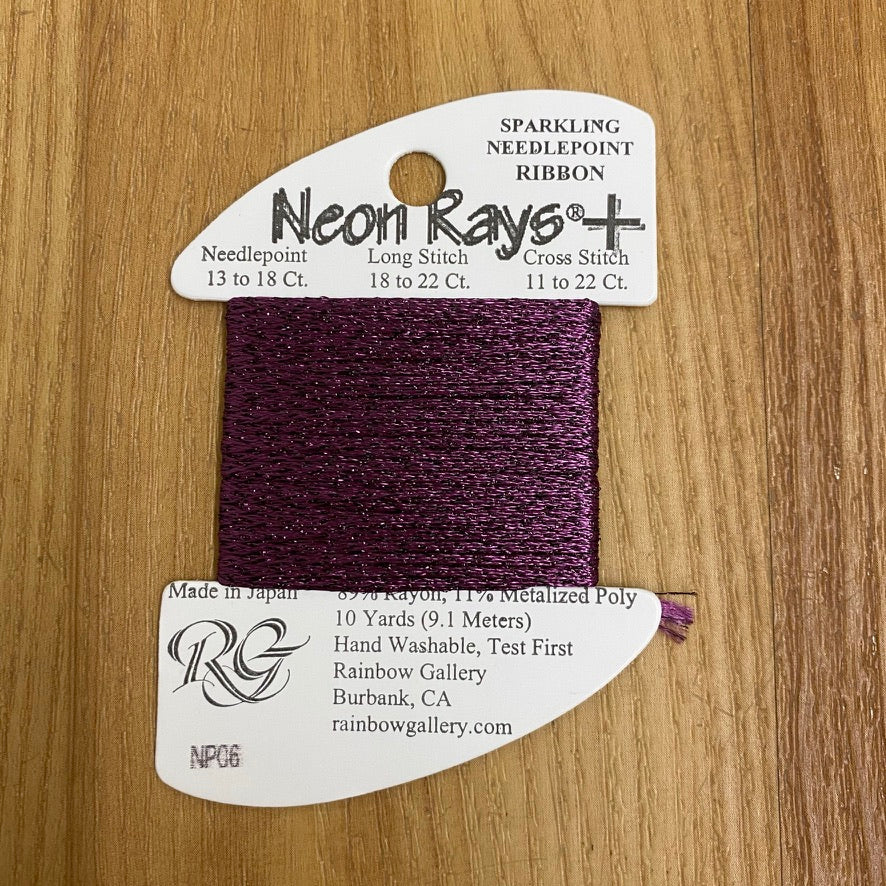 SPARKLING
NEEDLEPOINT
RIBBON
Neon Rays®+
Needlepoint Long Stitch Cross Stitch
13 to 18 Ct. 18 to 22 Ct. 11 to 22 Ct.
Made in Japan 89% Rayon, 11% Metalized Poly
10 Yards (9.1 Meters)
Hand Washable, Test First
RG
Rainbow Gallery
Burbank, CA
rainbowgallery.com
NP06